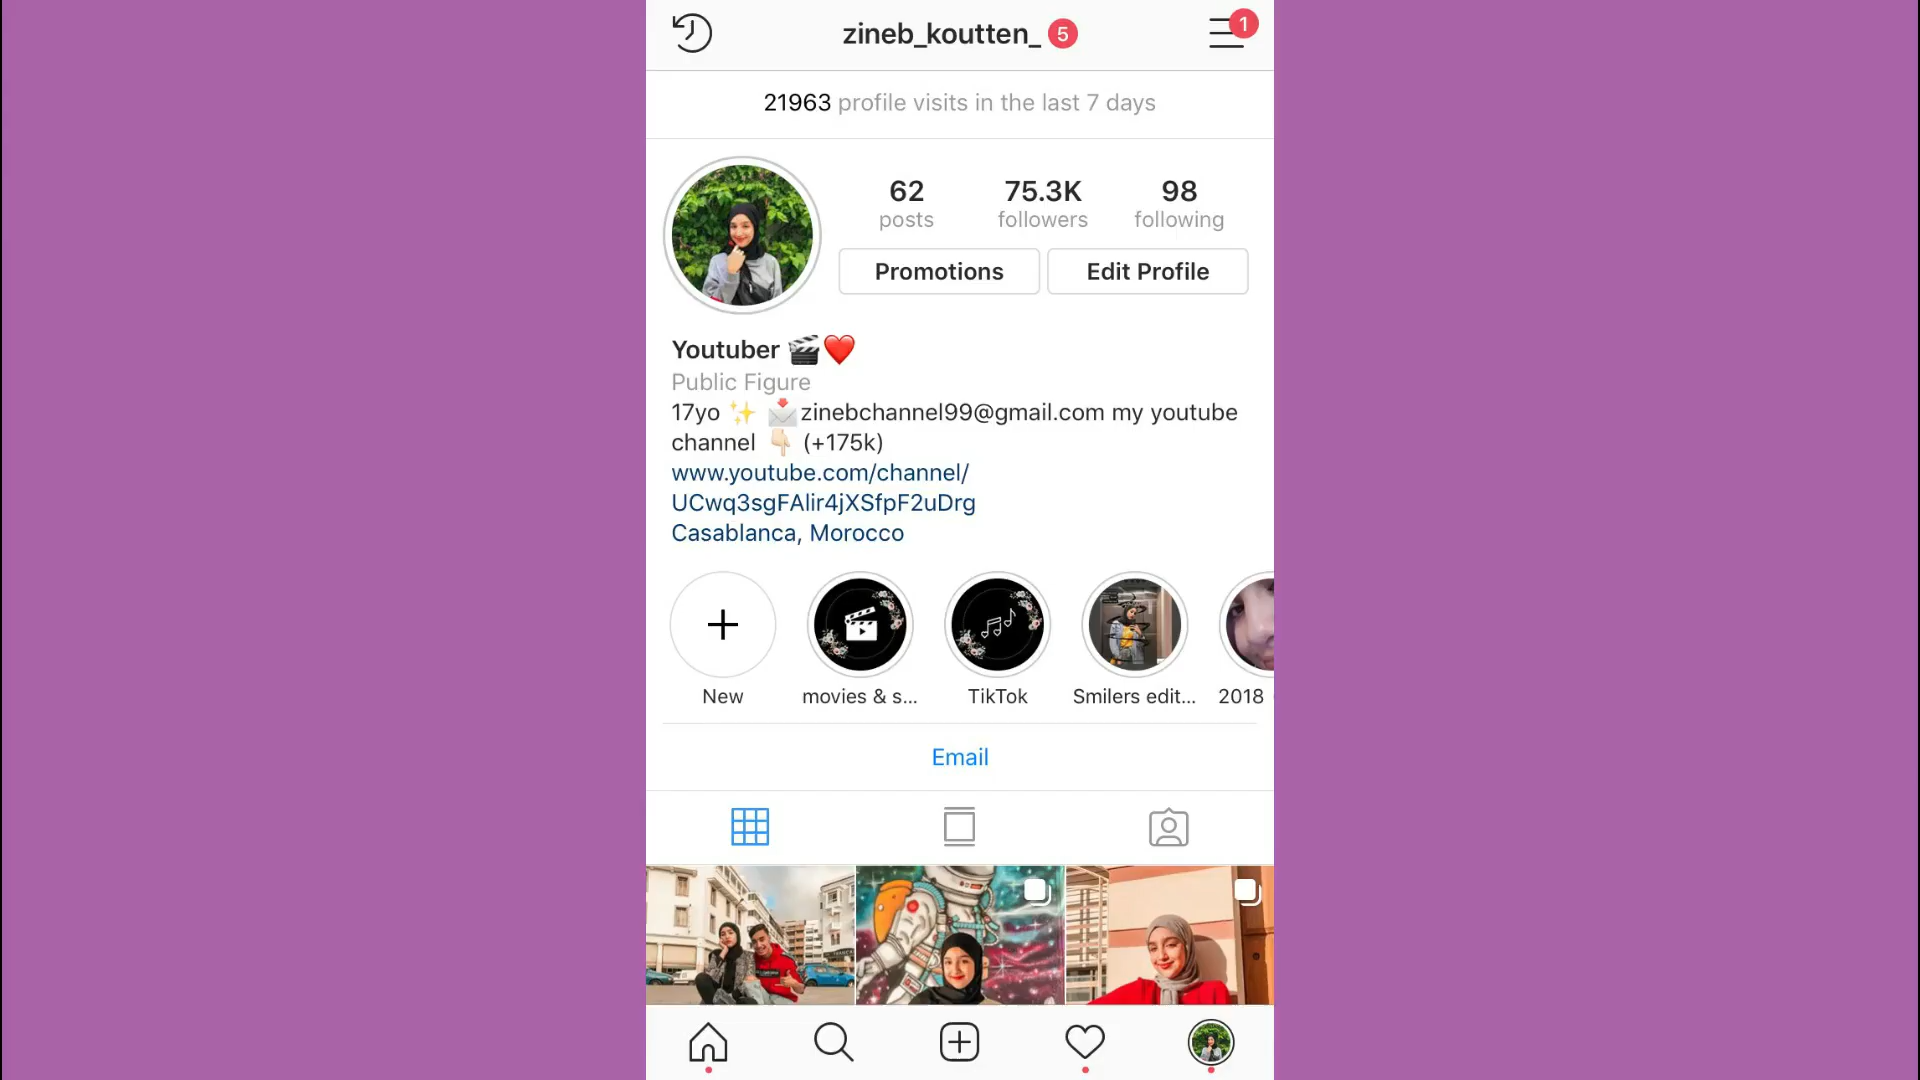 zineb_koutten_ 5
1
21963 profile visits in the last 7 days
62 75.3K 98
posts followers following
Promotions Edit Profile
Youtuber 🎬❤️
Public Figure
17yo ✨ 📩zinebchannel99@gmail.com my youtube
channel 👇🏻 (+175k)
www.youtube.com/channel/
UCwq3sgFAlir4jXSfpF2uDrg
Casablanca, Morocco
New movies & s... TikTok Smilers edit... 2018
Email